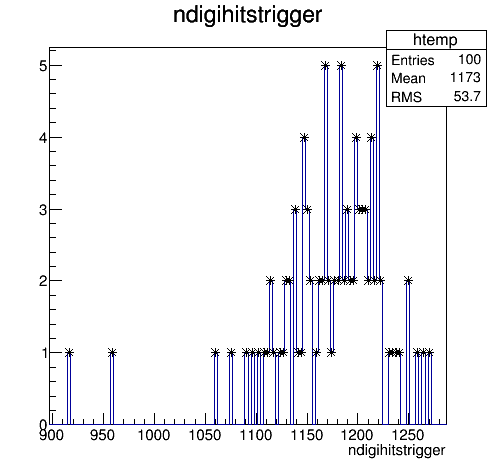 ndigihitstrigger
htemp
Entries 100
Mean 1173
RMS 53.7
5
4
3
2
1
0
900 950 1000 1050 1100 1150 1200 1250
ndigihitstrigger